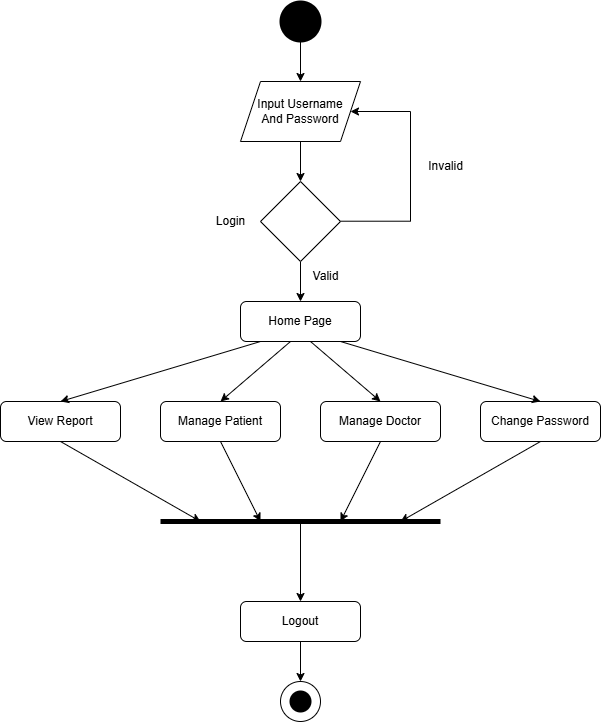 Input Username
And Password
Invalid
Login
Valid
Home Page
View Report
Manage Patient
Manage Doctor
Change Password
Logout